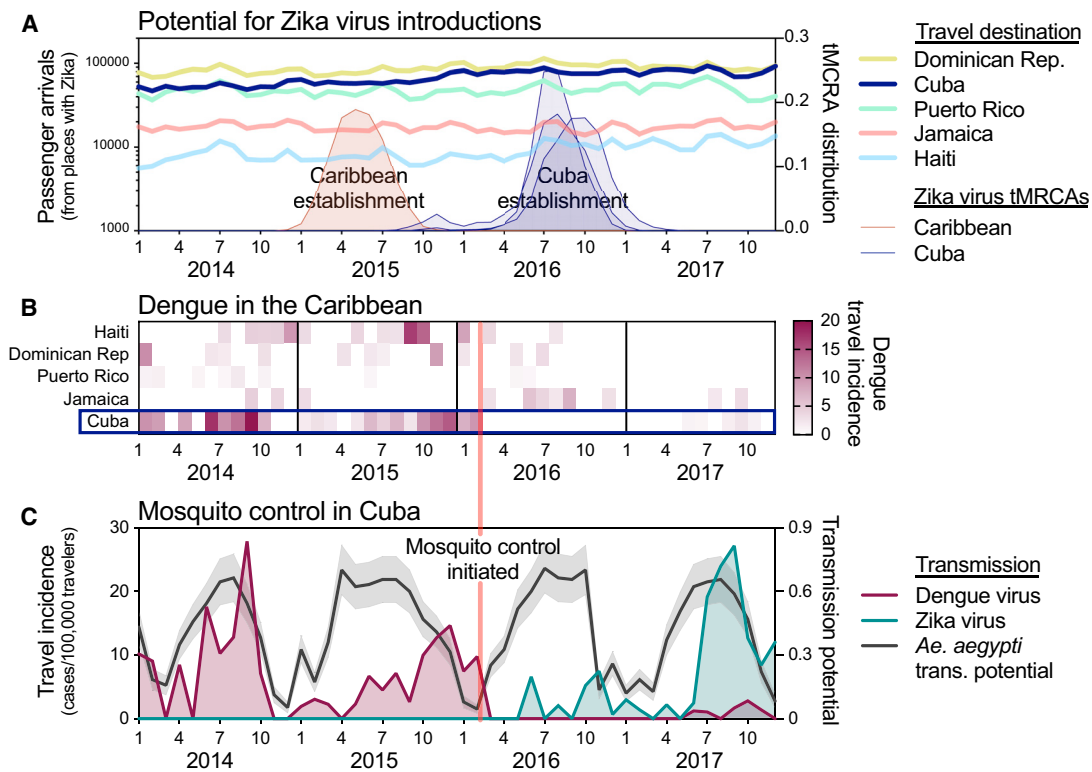 A
Potential for Zika virus introductions
Passenger arrivals
(from places with Zika)
100000
10000
1000
0.3
0.2
0.1
0.0
tMCRA distribution
Caribbean
establishment
Cuba
establishment
1 4 7 10 1 4 7 10 1 4 7 10 1 4 7 10
2014 2015 2016 2017
Travel destination
Dominican Rep.
Cuba
Puerto Rico
Jamaica
Haiti
Zika virus tMRCAs
Caribbean
Cuba
B
Dengue in the Caribbean
Haiti
Dominican Rep
Puerto Rico
Jamaica
Cuba
1 4 7 10 1 4 7 10 1 4 7 10 1 4 7 10
2014 2015 2016 2017
20
15
10
5
0
Dengue
travel incidence
C
Mosquito control in Cuba
Travel incidence
(cases/100,000 travelers)
30
20
10
0
Mosquito control
initiated
0.9
0.6
0.3
0
Transmission potential
1 4 7 10 1 4 7 10 1 4 7 10 1 4 7 10
2014 2015 2016 2017
Transmission
Dengue virus
Zika virus
Ae. aegypti
trans. potential